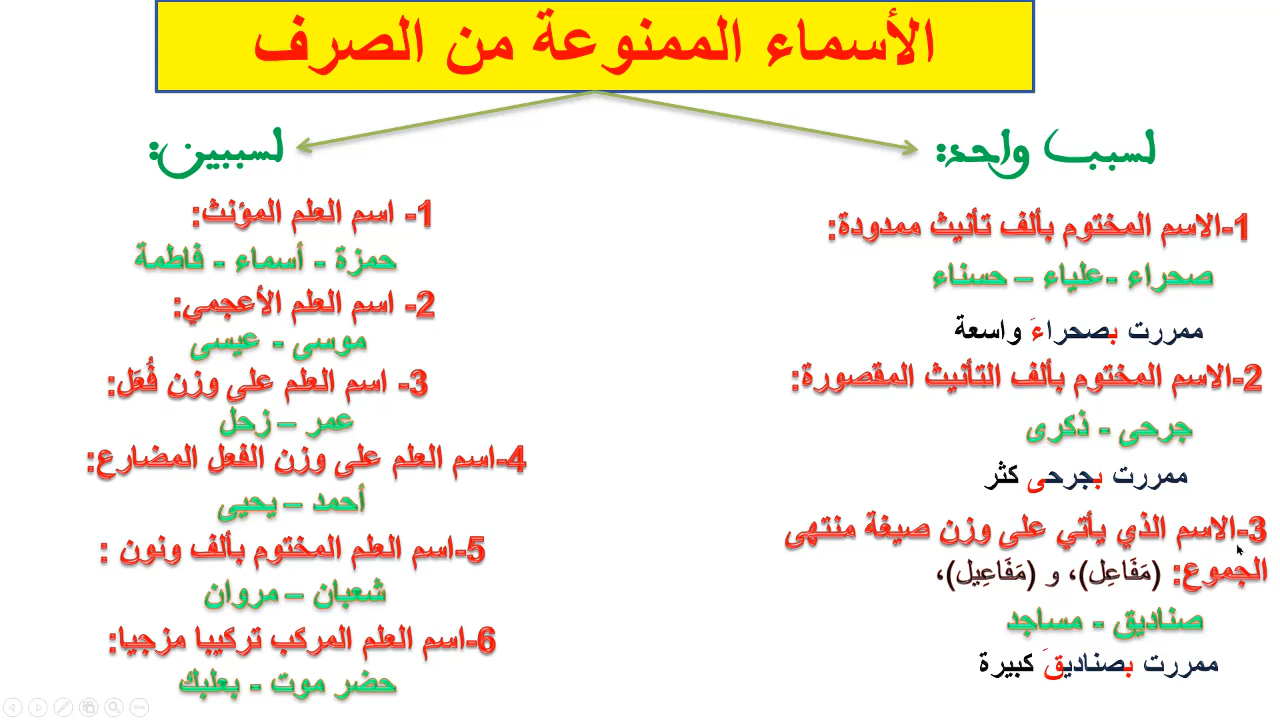 الأسماء الممنوعة من الصرف
لسبب واحد:
1-الاسم المختوم بألف تأنيث ممدودة:
صحراء -علياء – حسناء
ممررت بصحراءَ واسعة
2-الاسم المختوم بألف التأنيث المقصورة:
جرحى - ذكرى
ممررت بجرحى كثر
3-الاسم الذي يأتي على وزن صيغة منتهى
الجموع: (مَفَاعِل)، و (مَفَاعِيل)،
صناديق - مساجد
ممررت بصناديقَ كبيرة
لسببين:
1- اسم العلم المؤنث:
حمزة - أسماء - فاطمة
2- اسم العلم الأعجمي:
موسى - عيسى
3- اسم العلم على وزن فُعَل:
عمر – زحل
4-اسم العلم على وزن الفعل المضارع:
أحمد – يحيى
5-اسم العلم المختوم بألف ونون :
شعبان – مروان
6-اسم العلم المركب تركيبا مزجيا:
حضر موت - بعلبك